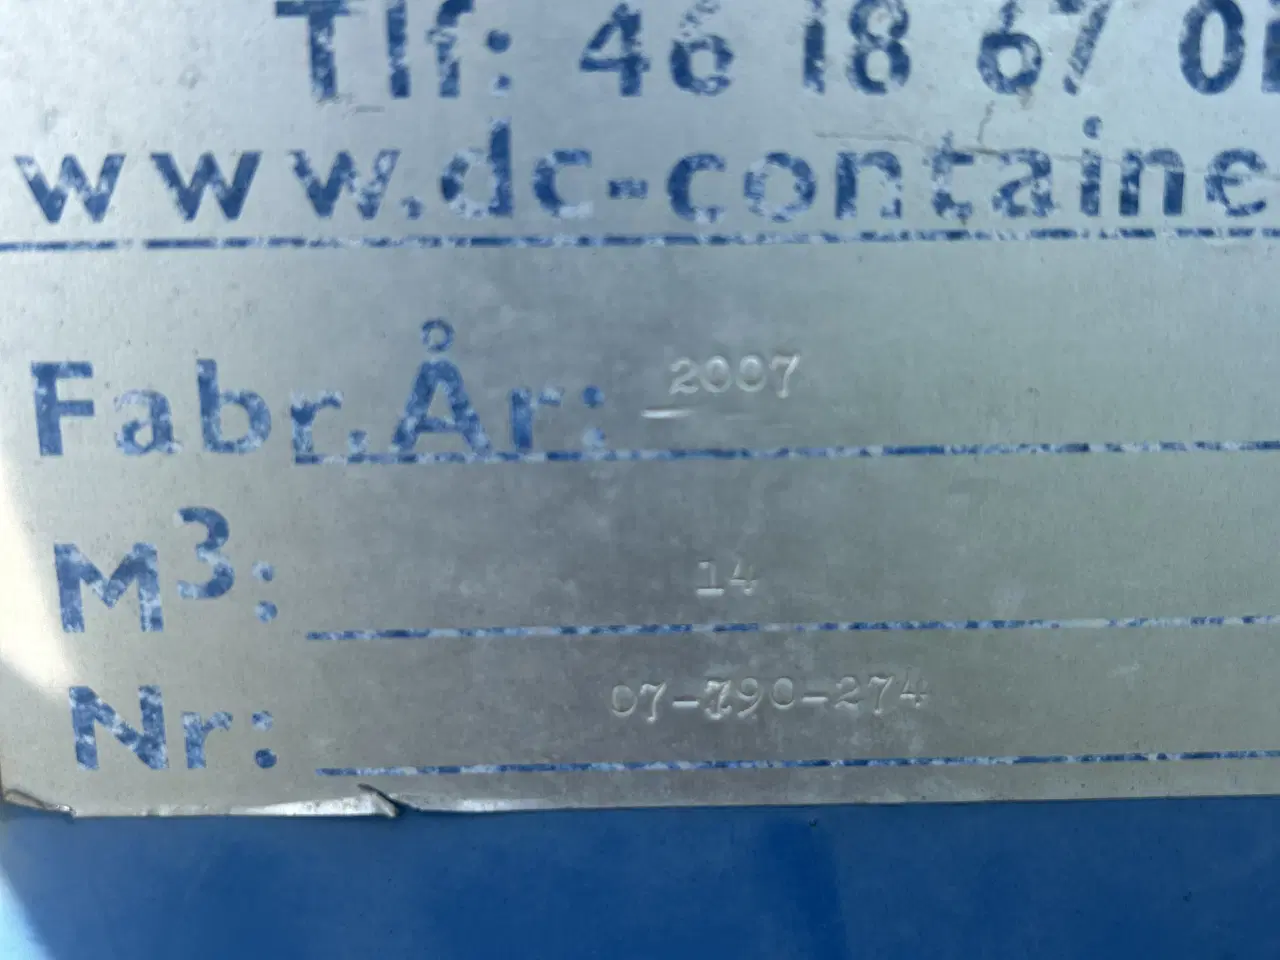 Tlf: 46 18 67 0
www.dc-containe
Fabr.År: 2007
M³: 14
Nr: 07-790-274